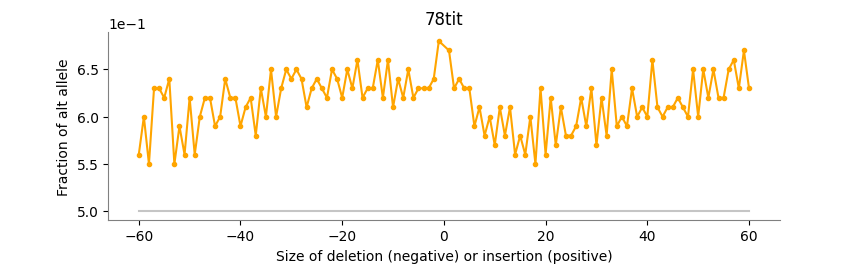 78tit
1e−1
6.5
6.0
5.5
5.0
Fraction of alt allele
−60 −40 −20 0 20 40 60
Size of deletion (negative) or insertion (positive)